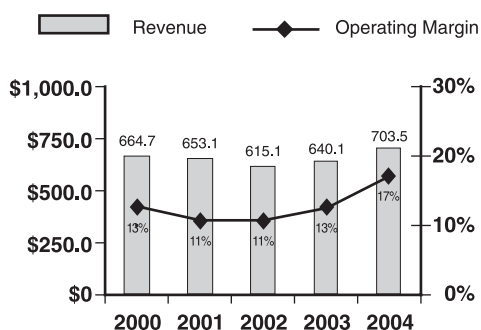 Revenue Operating Margin
$1,000.0 30%
703.5
664.7 653.1 640.1
615.1
$750.0 20%
$500.0
17%
13% 11% 11% 13%
10%
$250.0
$0 0%
2000 2001 2002 2003 2004